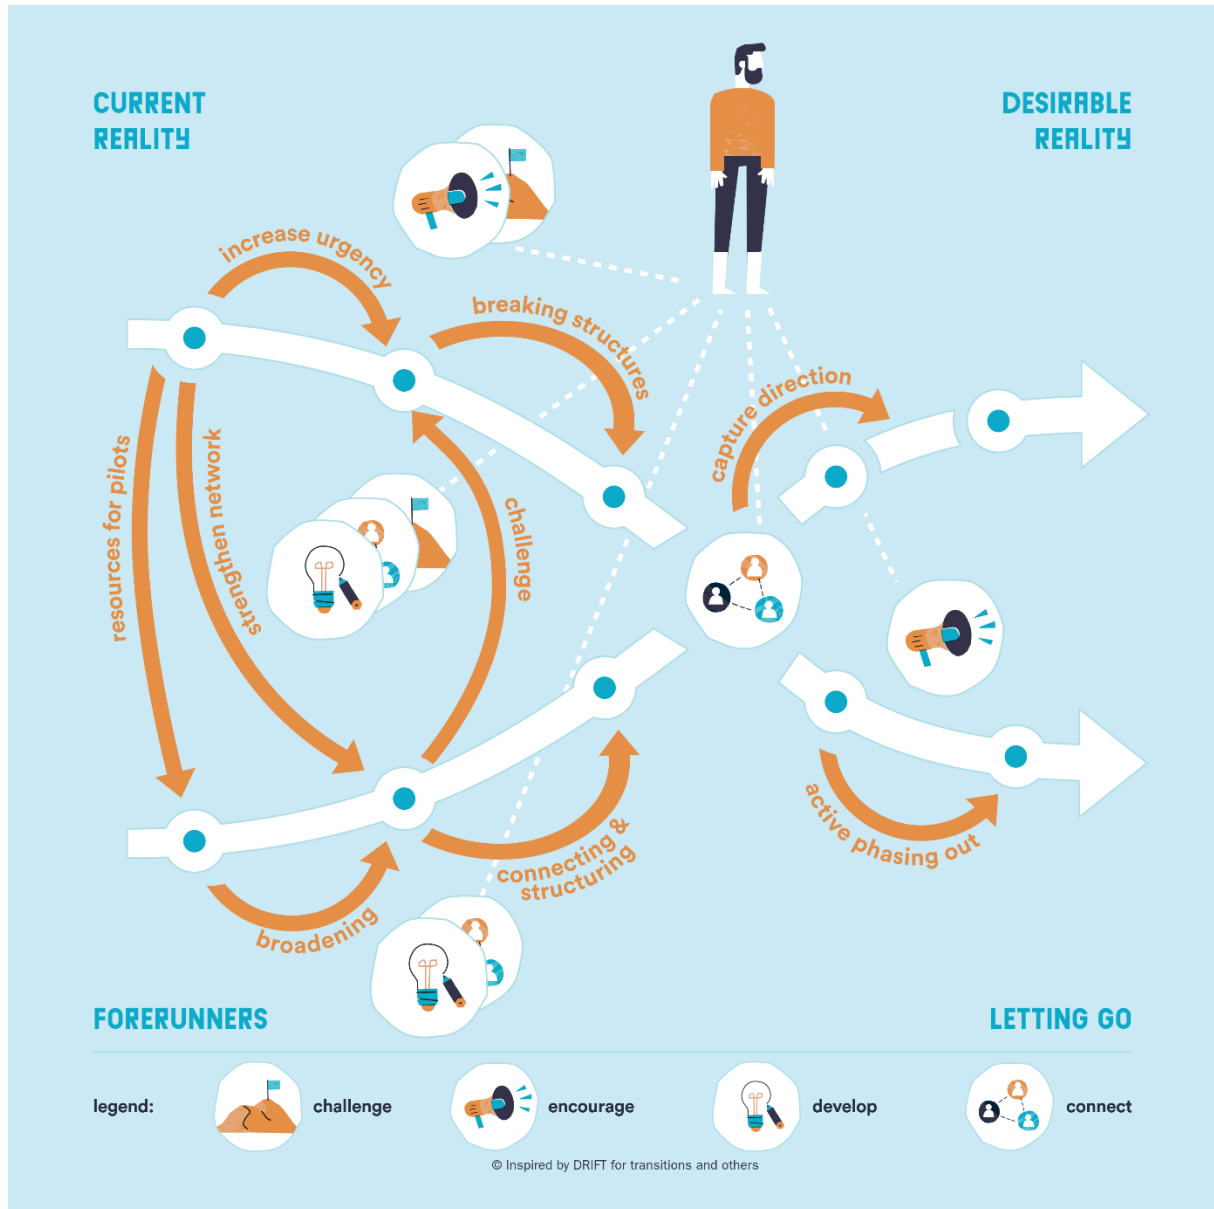 CURRENT
REALITY
DESIRABLE
REALITY
increase urgency
breaking structures
capture direction
resources for pilots
strengthen network
challenge
active phasing out
connecting &
structuring
broadening
FORERUNNERS
LETTING GO
legend:
challenge
encourage
develop
connect
© Inspired by DRIFT for transitions and others